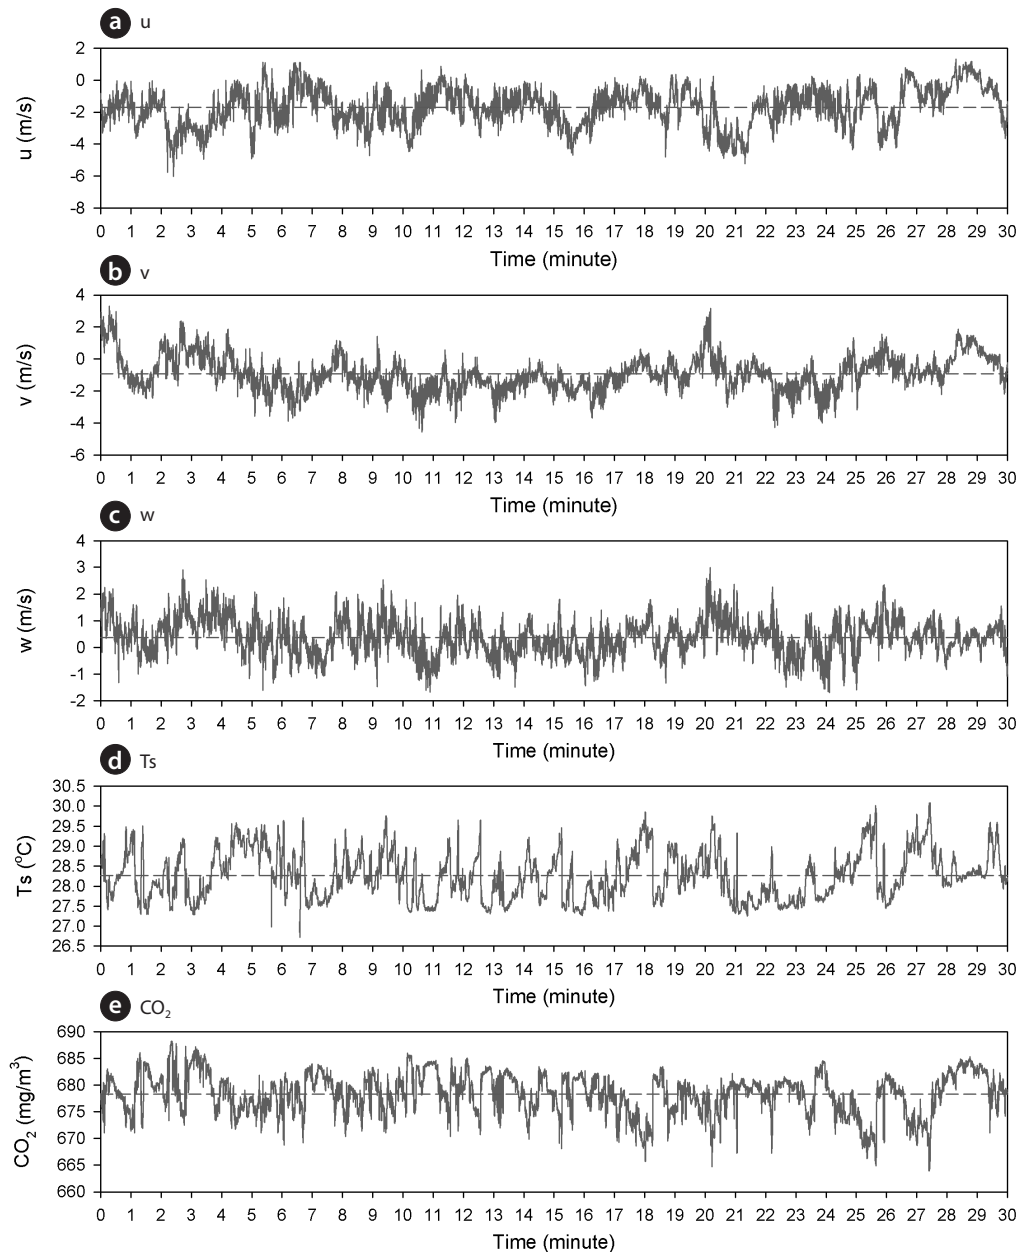 a u
2
0
-2
-4
-6
-8
u (m/s)
0 1 2 3 4 5 6 7 8 9 10 11 12 13 14 15 16 17 18 19 20 21 22 23 24 25 26 27 28 29 30
Time (minute)
b v
4
2
0
-2
-4
-6
v (m/s)
0 1 2 3 4 5 6 7 8 9 10 11 12 13 14 15 16 17 18 19 20 21 22 23 24 25 26 27 28 29 30
Time (minute)
c w
4
3
2
1
0
-1
-2
w (m/s)
0 1 2 3 4 5 6 7 8 9 10 11 12 13 14 15 16 17 18 19 20 21 22 23 24 25 26 27 28 29 30
Time (minute)
d Ts
30.5
30.0
29.5
29.0
28.5
28.0
27.5
27.0
26.5
Ts (°C)
0 1 2 3 4 5 6 7 8 9 10 11 12 13 14 15 16 17 18 19 20 21 22 23 24 25 26 27 28 29 30
Time (minute)
e CO₂
690
685
680
675
670
665
660
CO₂ (mg/m³)
0 1 2 3 4 5 6 7 8 9 10 11 12 13 14 15 16 17 18 19 20 21 22 23 24 25 26 27 28 29 30
Time (minute)